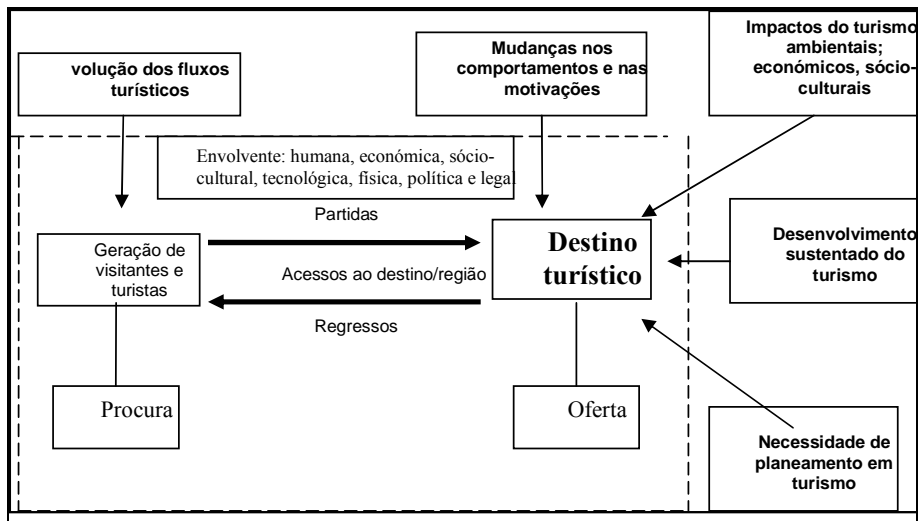 volução dos fluxos
turísticos
Mudanças nos
comportamentos e nas
motivações
Impactos do turismo
ambientais;
económicos, sócio-
culturais
Envolvente: humana, económica, sócio-
cultural, tecnológica, física, política e legal
Partidas
Geração de
visitantes e
turistas
Acessos ao destino/região
Regressos
Destino
turístico
Desenvolvimento
sustentado do
turismo
Procura
Oferta
Necessidade de
planeamento em
turismo